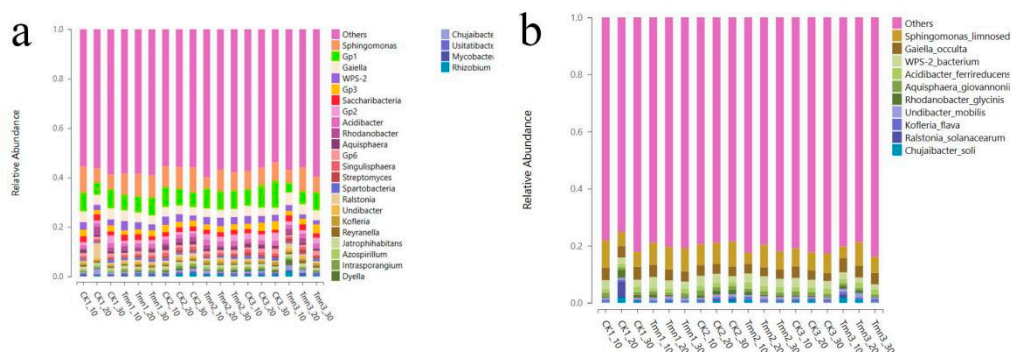 a
Relative Abundance
1.0
0.8
0.6
0.4
0.2
0.0
CK1_10
CK1_20
CK1_30
Tmn1_10
Tmn1_20
Tmn1_30
CK2_10
CK2_20
CK2_30
Tmn2_10
Tmn2_20
Tmn2_30
CK3_10
CK3_20
CK3_30
Tmn3_10
Tmn3_20
Tmn3_30
Others
Sphingomonas
Gp1
Gaiella
WPS-2
Gp3
Saccharibacteria
Gp2
Acidibacter
Rhodanobacter
Aquisphaera
Gp6
Singulisphaera
Streptomyces
Spartobacteria
Ralstonia
Undibacter
Kofleria
Reyranella
Jatrophihabitans
Azospirillum
Intrasporangium
Dyella
Chujaibacte
Usitatibacte
Mycobacter
Rhizobium
b
Relative Abundance
1.0
0.8
0.6
0.4
0.2
0.0
CK1_10
CK1_20
CK1_30
Tmn1_10
Tmn1_20
Tmn1_30
CK2_10
CK2_20
CK2_30
Tmn2_10
Tmn2_20
Tmn2_30
CK3_10
CK3_20
CK3_30
Tmn3_10
Tmn3_20
Tmn3_30
Others
Sphingomonas_limnosed
Gaiella_occulta
WPS-2_bacterium
Acidibacter_ferrireducens
Aquisphaera_giovannonii
Rhodanobacter_glycinis
Undibacter_mobilis
Kofleria_flava
Ralstonia_solanacearum
Chujaibacter_soli